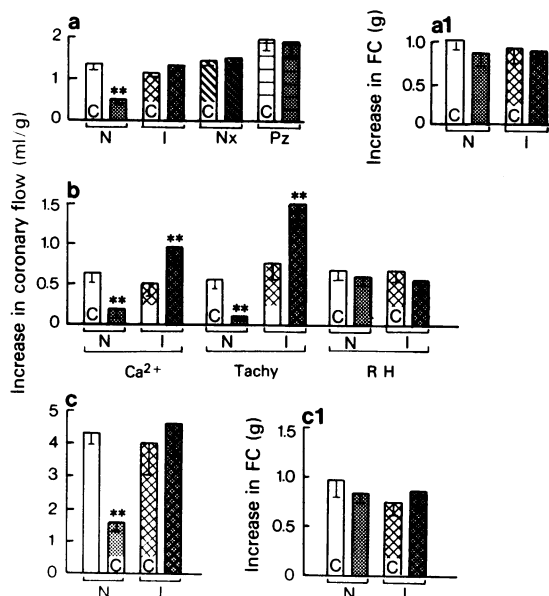 a
Increase in coronary flow (ml/g)
2
1
0
**
C C C C
N I Nx Pz
a1
Increase in FC (g)
1.0
0.5
0
C C
N I
b
1.5
1.0
0.5
0
** ** ** **
C C C C C C
N I N I N I
Ca2+ Tachy R H
c
5
4
3
2
1
0
**
C C
N I
c1
Increase in FC (g)
1.5
1.0
0.5
0
C C
N I